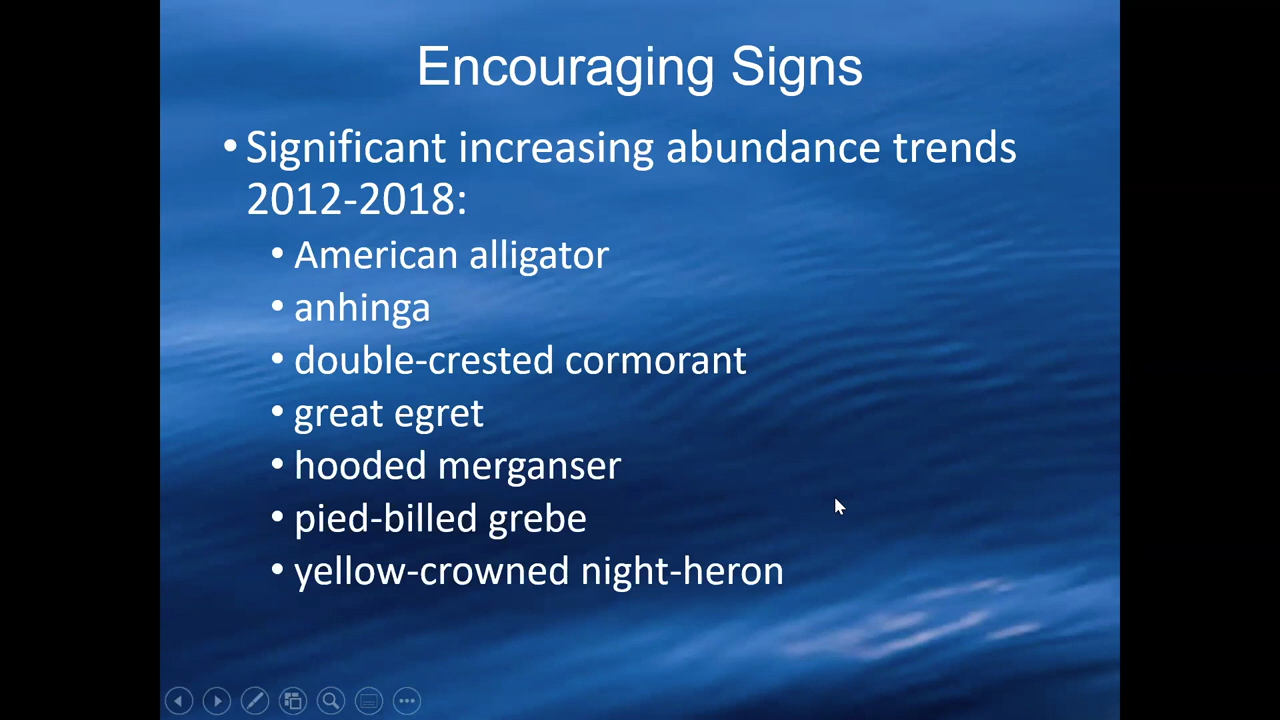 Encouraging Signs
• Significant increasing abundance trends
2012-2018:
• American alligator
• anhinga
• double-crested cormorant
• great egret
• hooded merganser
• pied-billed grebe
• yellow-crowned night-heron